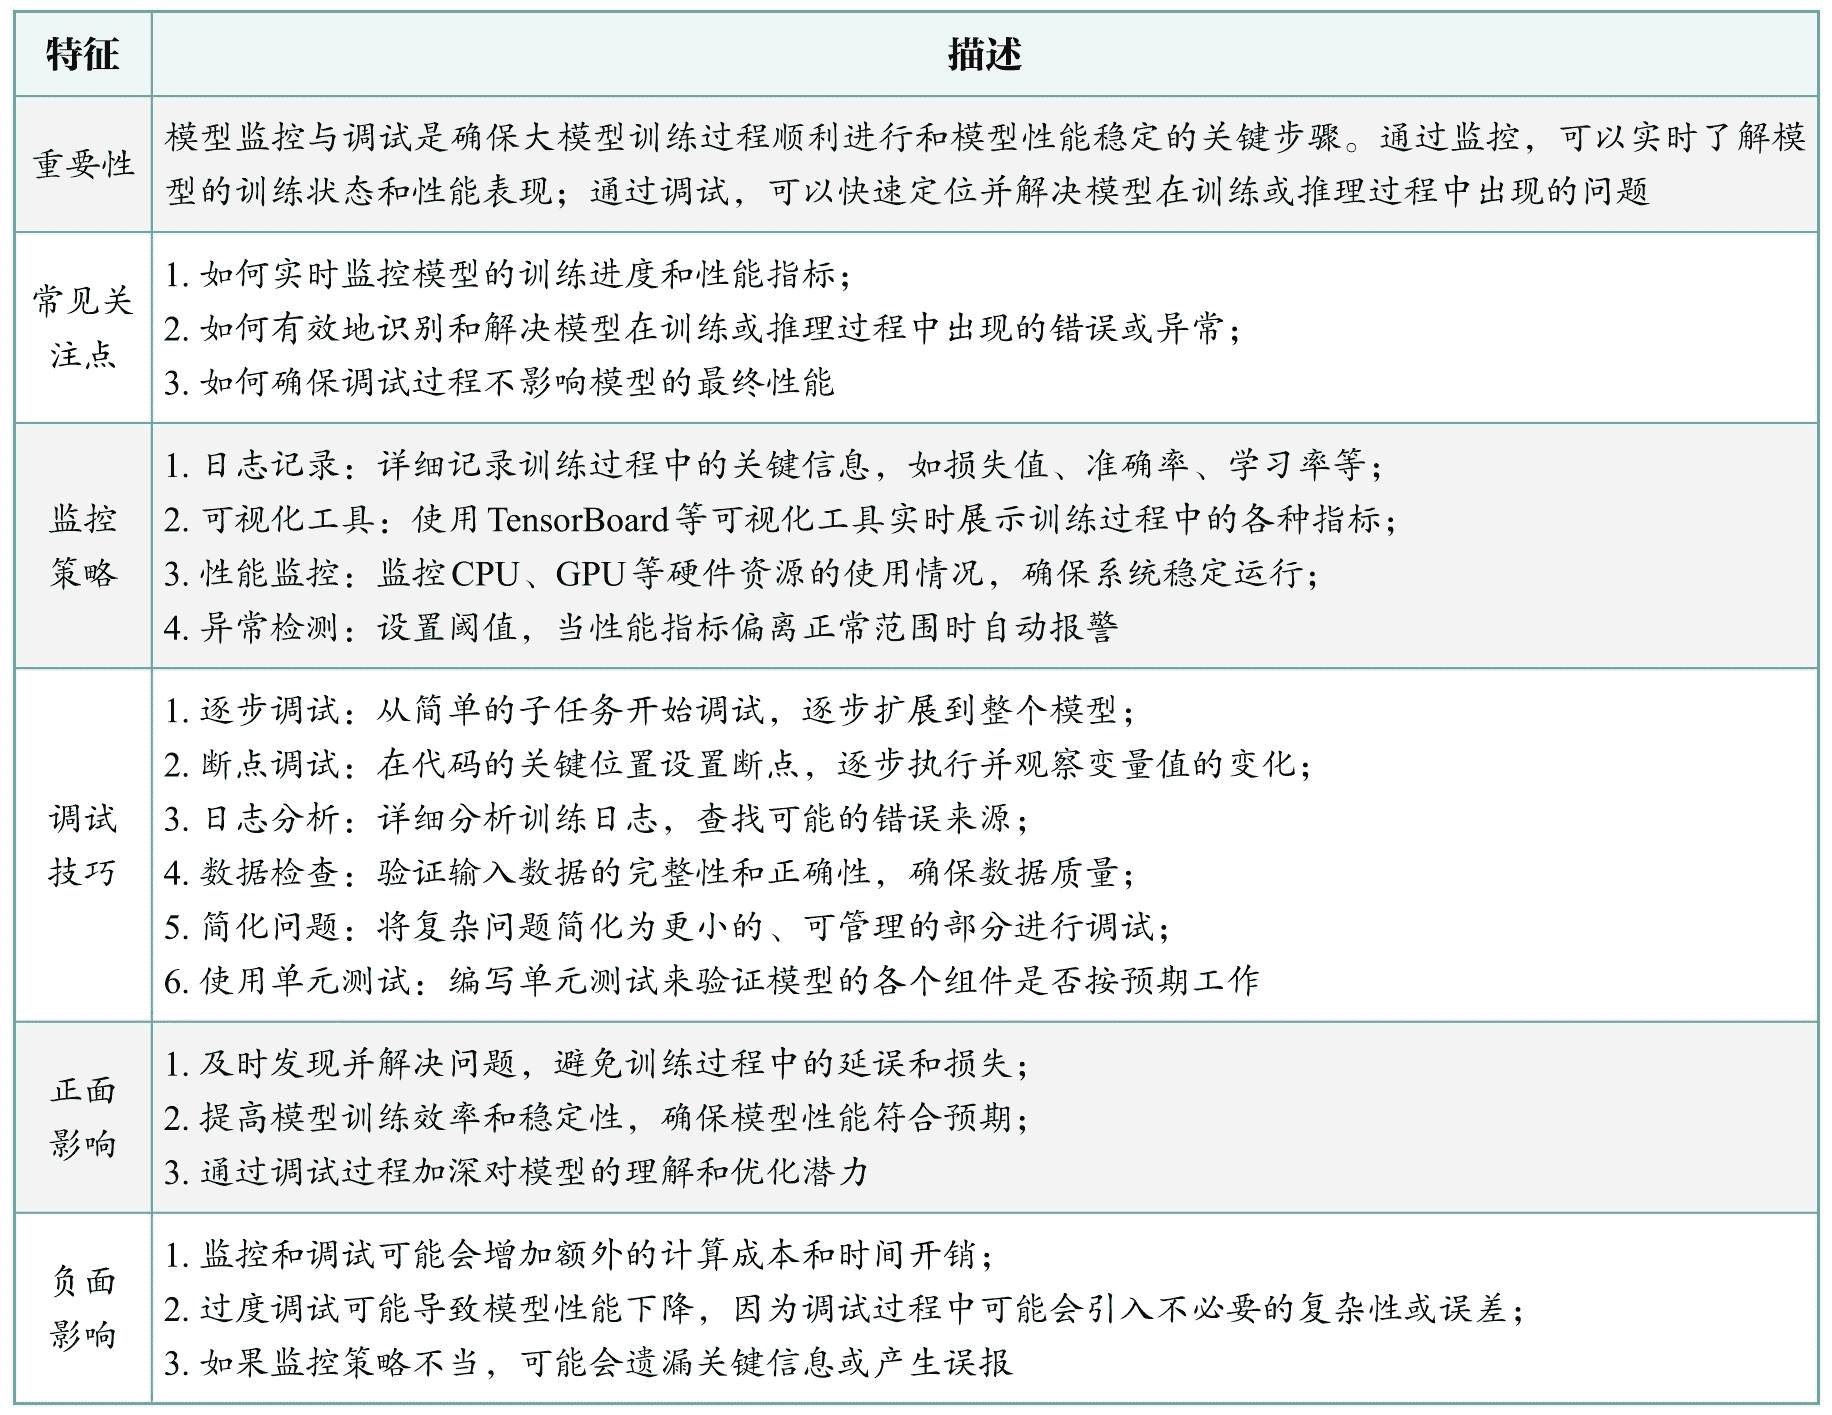 特征
描述
重要性
模型监控与调试是确保大模型训练过程顺利进行和模型性能稳定的关键步骤。通过监控，可以实时了解模
型的训练状态和性能表现；通过调试，可以快速定位并解决模型在训练或推理过程中出现的问题
常见关
注点
1. 如何实时监控模型的训练进度和性能指标；
2. 如何有效地识别和解决模型在训练或推理过程中出现的错误或异常；
3. 如何确保调试过程不影响模型的最终性能
监控
策略
1. 日志记录：详细记录训练过程中的关键信息，如损失值、准确率、学习率等；
2. 可视化工具：使用TensorBoard等可视化工具实时展示训练过程中的各种指标；
3. 性能监控：监控CPU、GPU等硬件资源的使用情况，确保系统稳定运行；
4. 异常检测：设置阈值，当性能指标偏离正常范围时自动报警
调试
技巧
1. 逐步调试：从简单的子任务开始调试，逐步扩展到整个模型；
2. 断点调试：在代码的关键位置设置断点，逐步执行并观察变量值的变化；
3. 日志分析：详细分析训练日志，查找可能的错误来源；
4. 数据检查：验证输入数据的完整性和正确性，确保数据质量；
5. 简化问题：将复杂问题简化为更小的、可管理的部分进行调试；
6. 使用单元测试：编写单元测试来验证模型的各个组件是否按预期工作
正面
影响
1. 及时发现并解决问题，避免训练过程中的延误和损失；
2. 提高模型训练效率和稳定性，确保模型性能符合预期；
3. 通过调试过程加深对模型的理解和优化潜力
负面
影响
1. 监控和调试可能会增加额外的计算成本和时间开销；
2. 过度调试可能导致模型性能下降，因为调试过程中可能会引入不必要的复杂性或误差；
3. 如果监控策略不当，可能会遗漏关键信息或产生误报